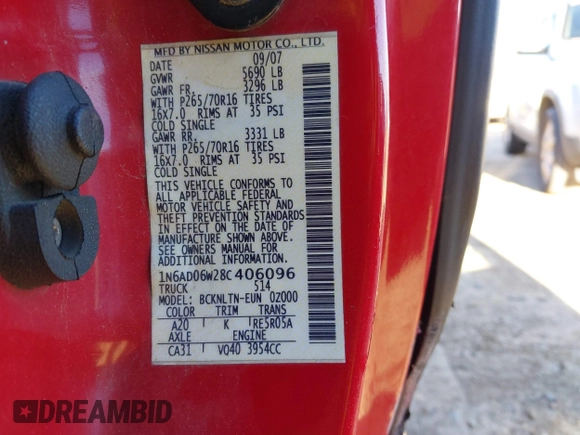 MFD BY NISSAN MOTOR CO., LTD.
DATE 09/07
GVWR 5690 LB
GAWR FR. 3296 LB
WITH P265/70R16 TIRES
16x7.0 RIMS AT 35 PSI
COLD SINGLE
GAWR RR. 3331 LB
WITH P265/70R16 TIRES
16x7.0 RIMS AT 35 PSI
COLD SINGLE
THIS VEHICLE CONFORMS TO
ALL APPLICABLE FEDERAL
MOTOR VEHICLE SAFETY AND
THEFT PREVENTION STANDARDS
IN EFFECT ON THE DATE OF
MANUFACTURE SHOWN ABOVE.
SEE OWNERS MANUAL FOR
ADDITIONAL INFORMATION.
1N6AD06W28C406096
TRUCK 514
MODEL: BCKNLTN-EUN 0Z000
COLOR TRIM TRANS
A20 K RE5R05A
AXLE ENGINE
CA31 VQ40 3954CC
DREAMBID